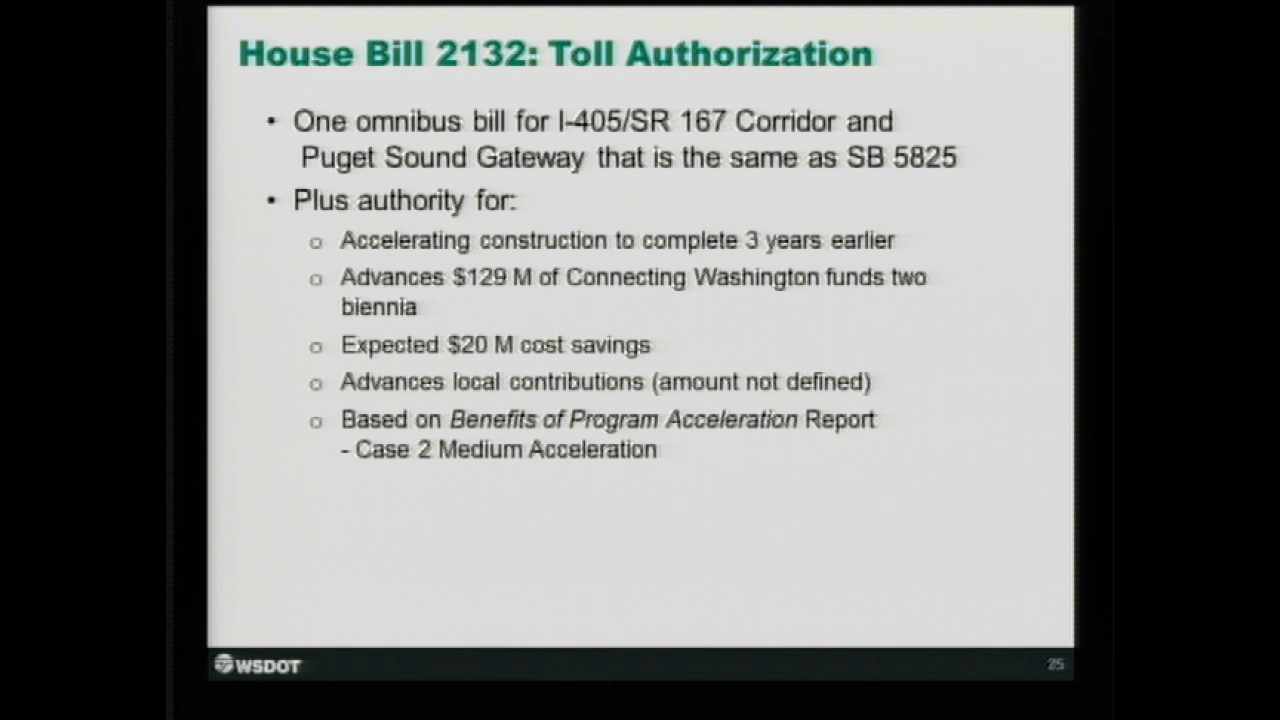 House Bill 2132: Toll Authorization
• One omnibus bill for I-405/SR 167 Corridor and
Puget Sound Gateway that is the same as SB 5825
• Plus authority for:
o Accelerating construction to complete 3 years earlier
o Advances $129 M of Connecting Washington funds two
biennia
o Expected $20 M cost savings
o Advances local contributions (amount not defined)
o Based on Benefits of Program Acceleration Report
- Case 2 Medium Acceleration
WSDOT
25